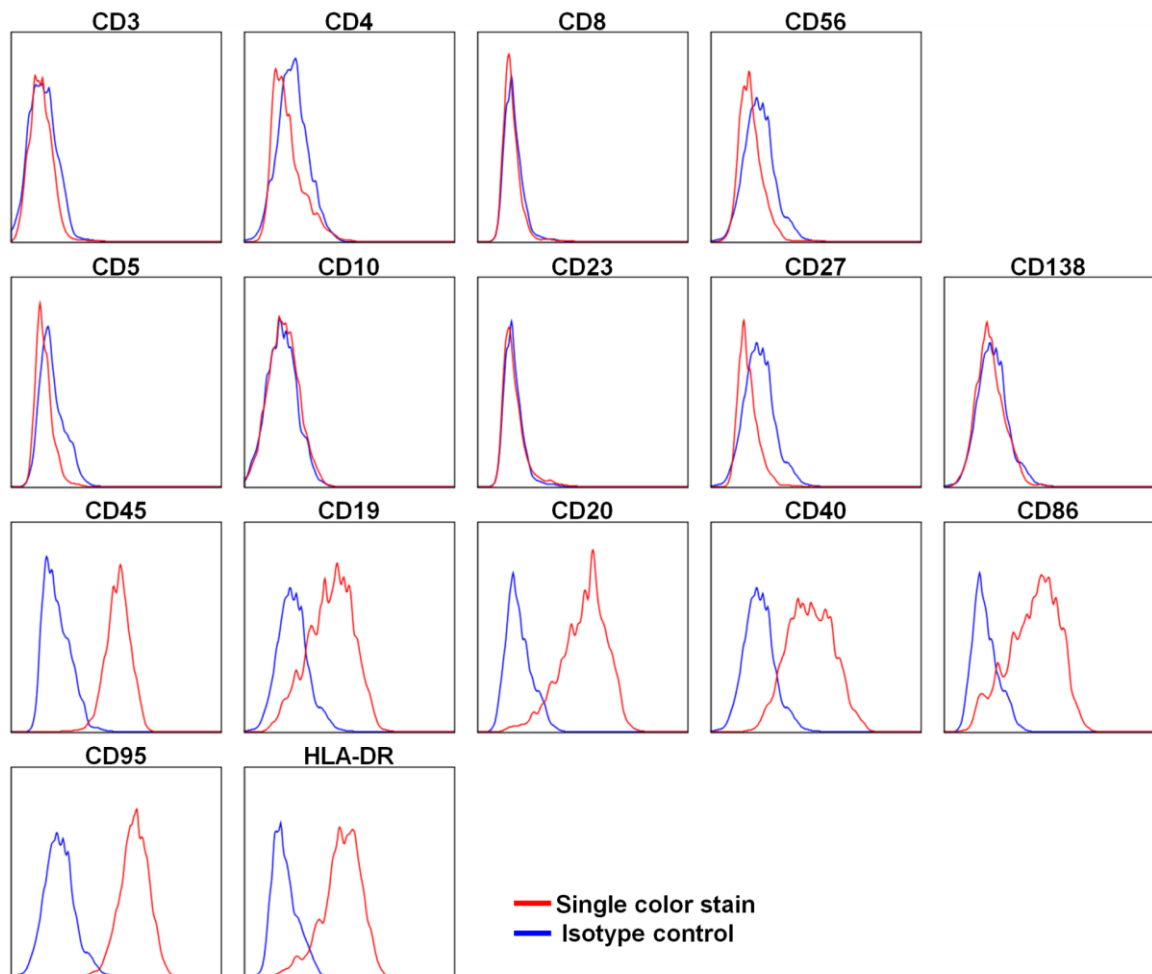 CD3 CD4 CD8 CD56
CD5 CD10 CD23 CD27 CD138
CD45 CD19 CD20 CD40 CD86
CD95 HLA-DR
Single color stain
Isotype control